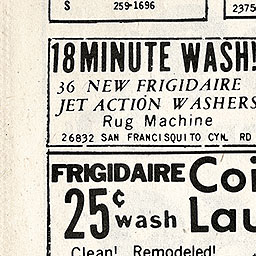 S 259-1696
2375
18 MINUTE WASH!
36 NEW FRIGIDAIRE
JET ACTION WASHERS
Rug Machine
26832 SAN FRANCISQUITO CYN. RD
FRIGIDAIRE
25¢ wash
Coi
Lau
Clean! Remodeled!